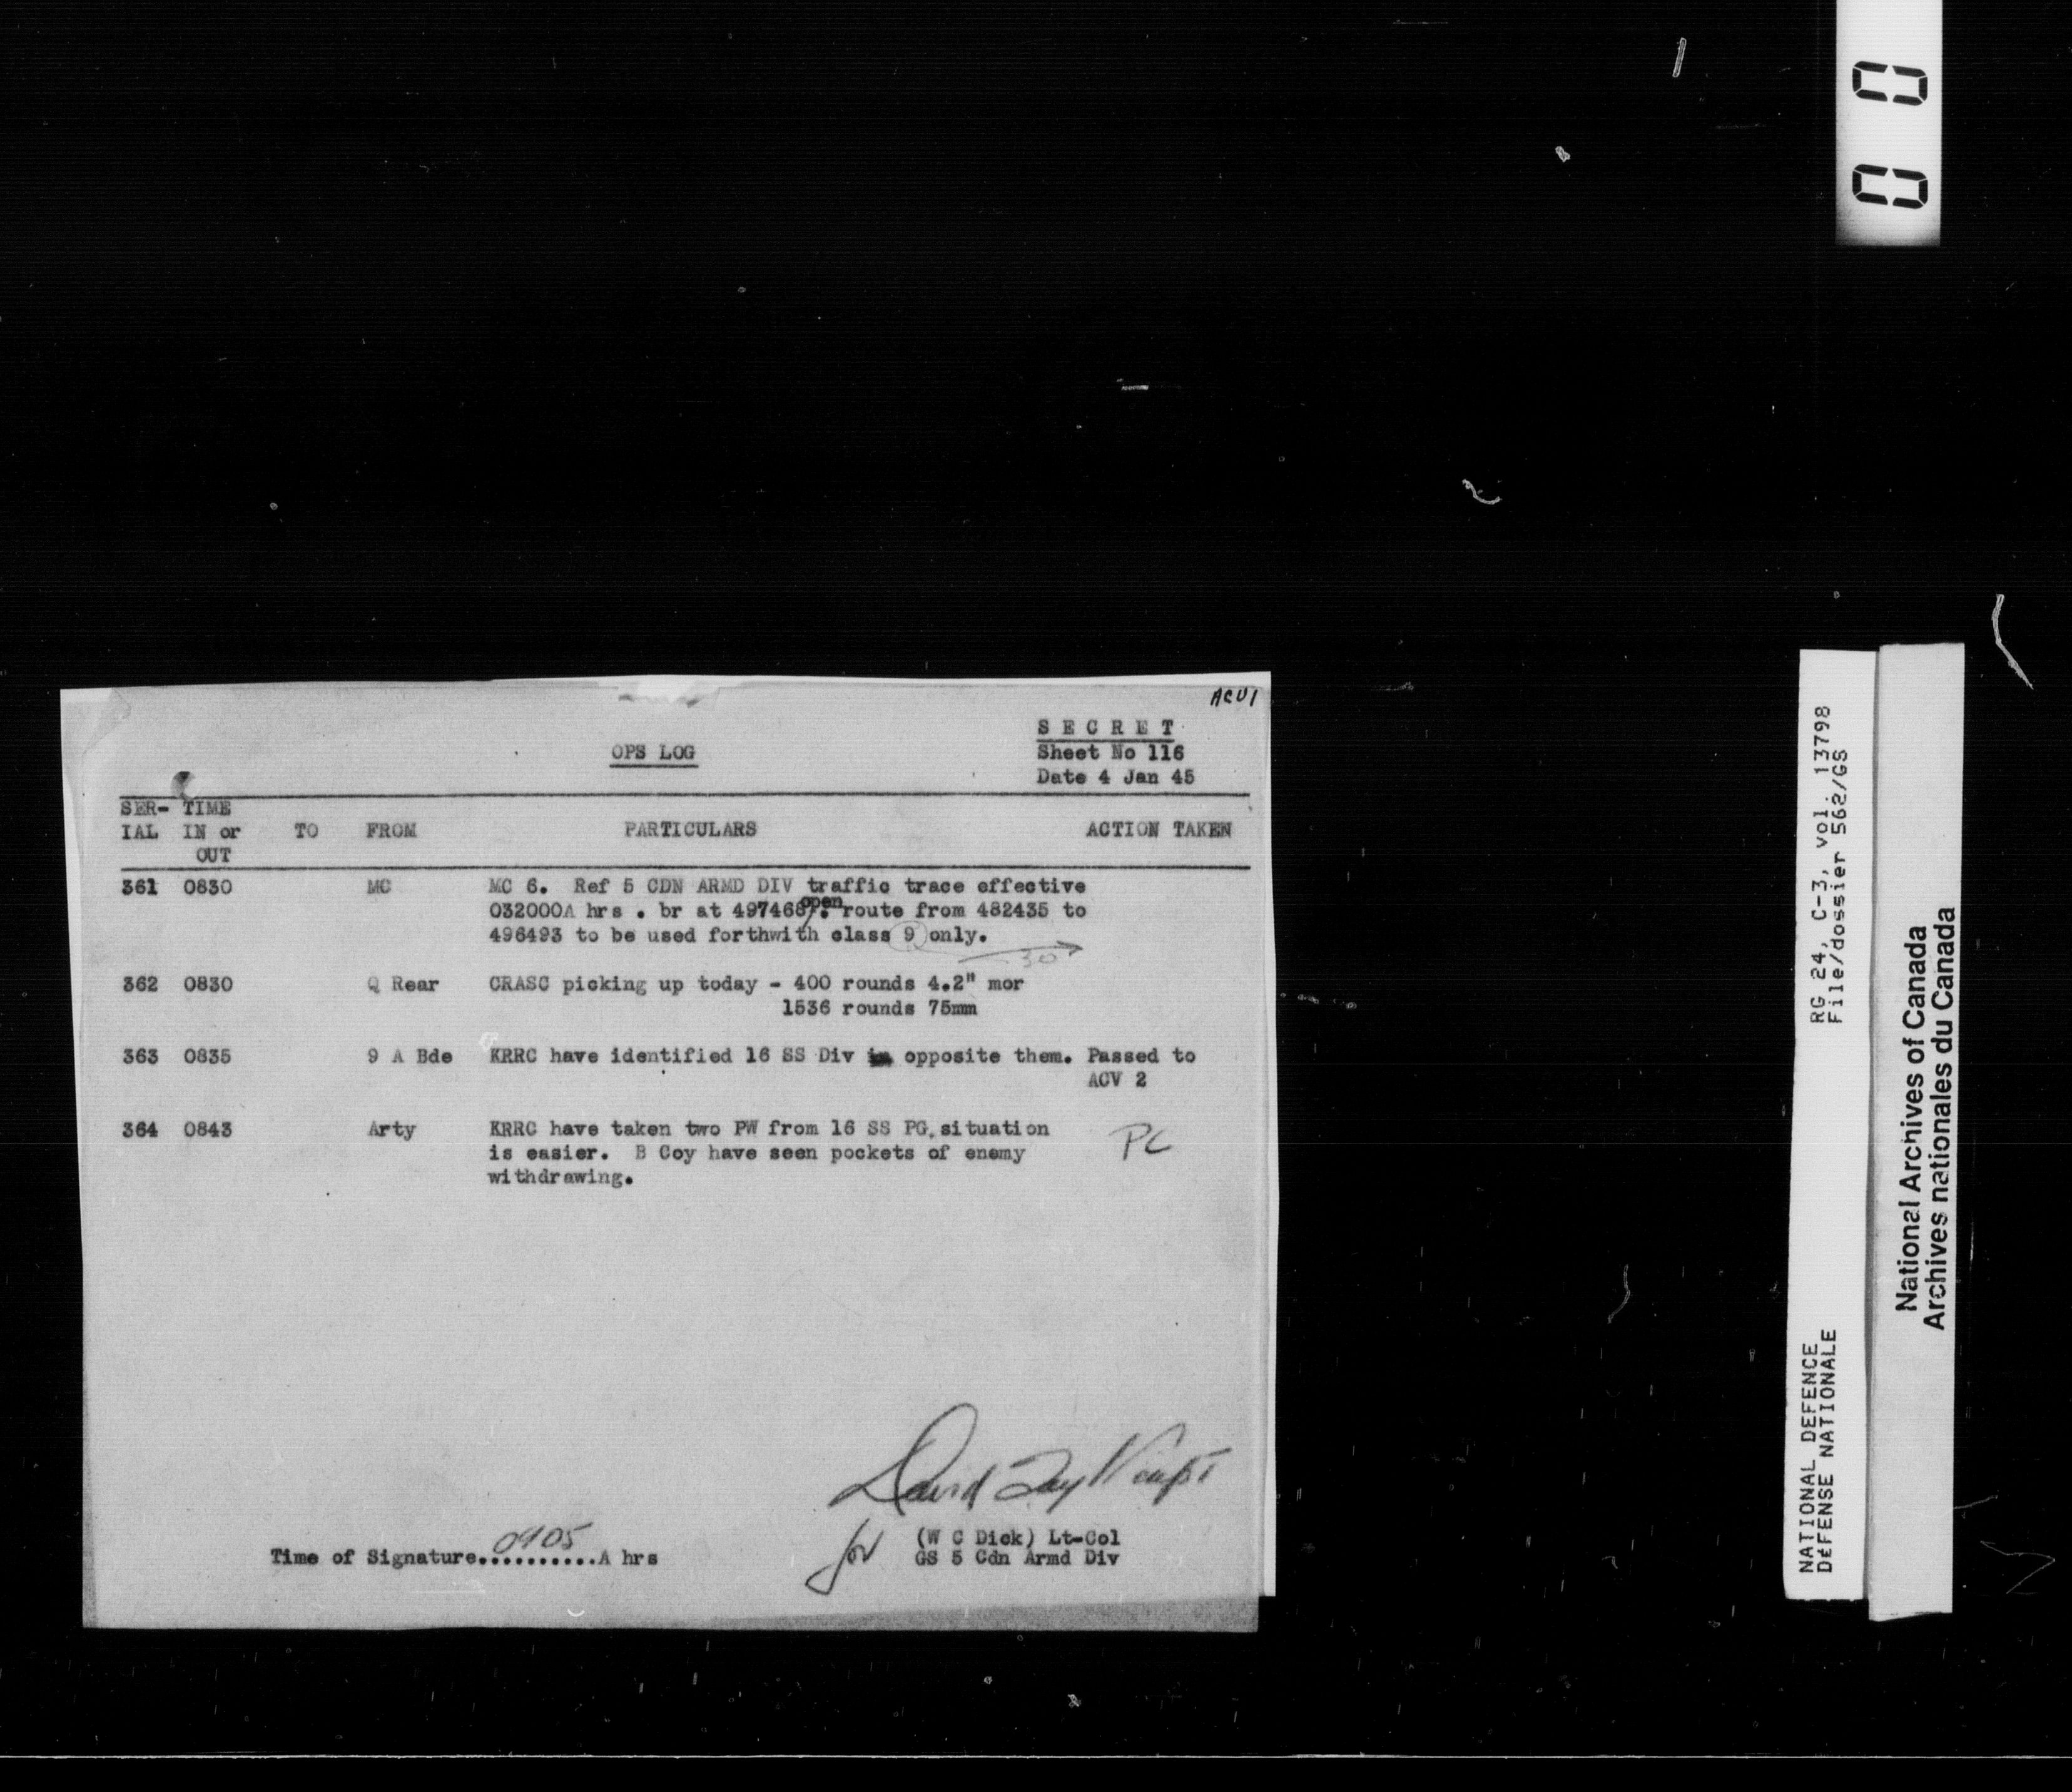 00
ACV1
S E C R E T
OPS LOG
Sheet No 116
Date 4 Jan 45
SER- TIME
IAL IN or TO FROM PARTICULARS ACTION TAKEN
OUT
361 0830 MC MC 6. Ref 5 CDN ARMD DIV traffic trace effective
032000A hrs . br at 497468 open. route from 482435 to
496493 to be used forthwith class 9 only.
30
362 0830 Q Rear CRASC picking up today - 400 rounds 4.2" mor
1536 rounds 75mm
363 0835 9 A Bde KRRC have identified 16 SS Div opposite them. Passed to
ACV 2
364 0843 Arty KRRC have taken two PW from 16 SS PG, situation
is easier. B Coy have seen pockets of enemy PC
withdrawing.
David Capt
for (W C Dick) Lt-Col
Time of Signature..0905..A hrs GS 5 Cdn Armd Div
RG 24, C-3, vol. 13798
File/dossier 562/GS
NATIONAL DEFENCE
DÉFENSE NATIONALE
National Archives of Canada
Archives nationales du Canada